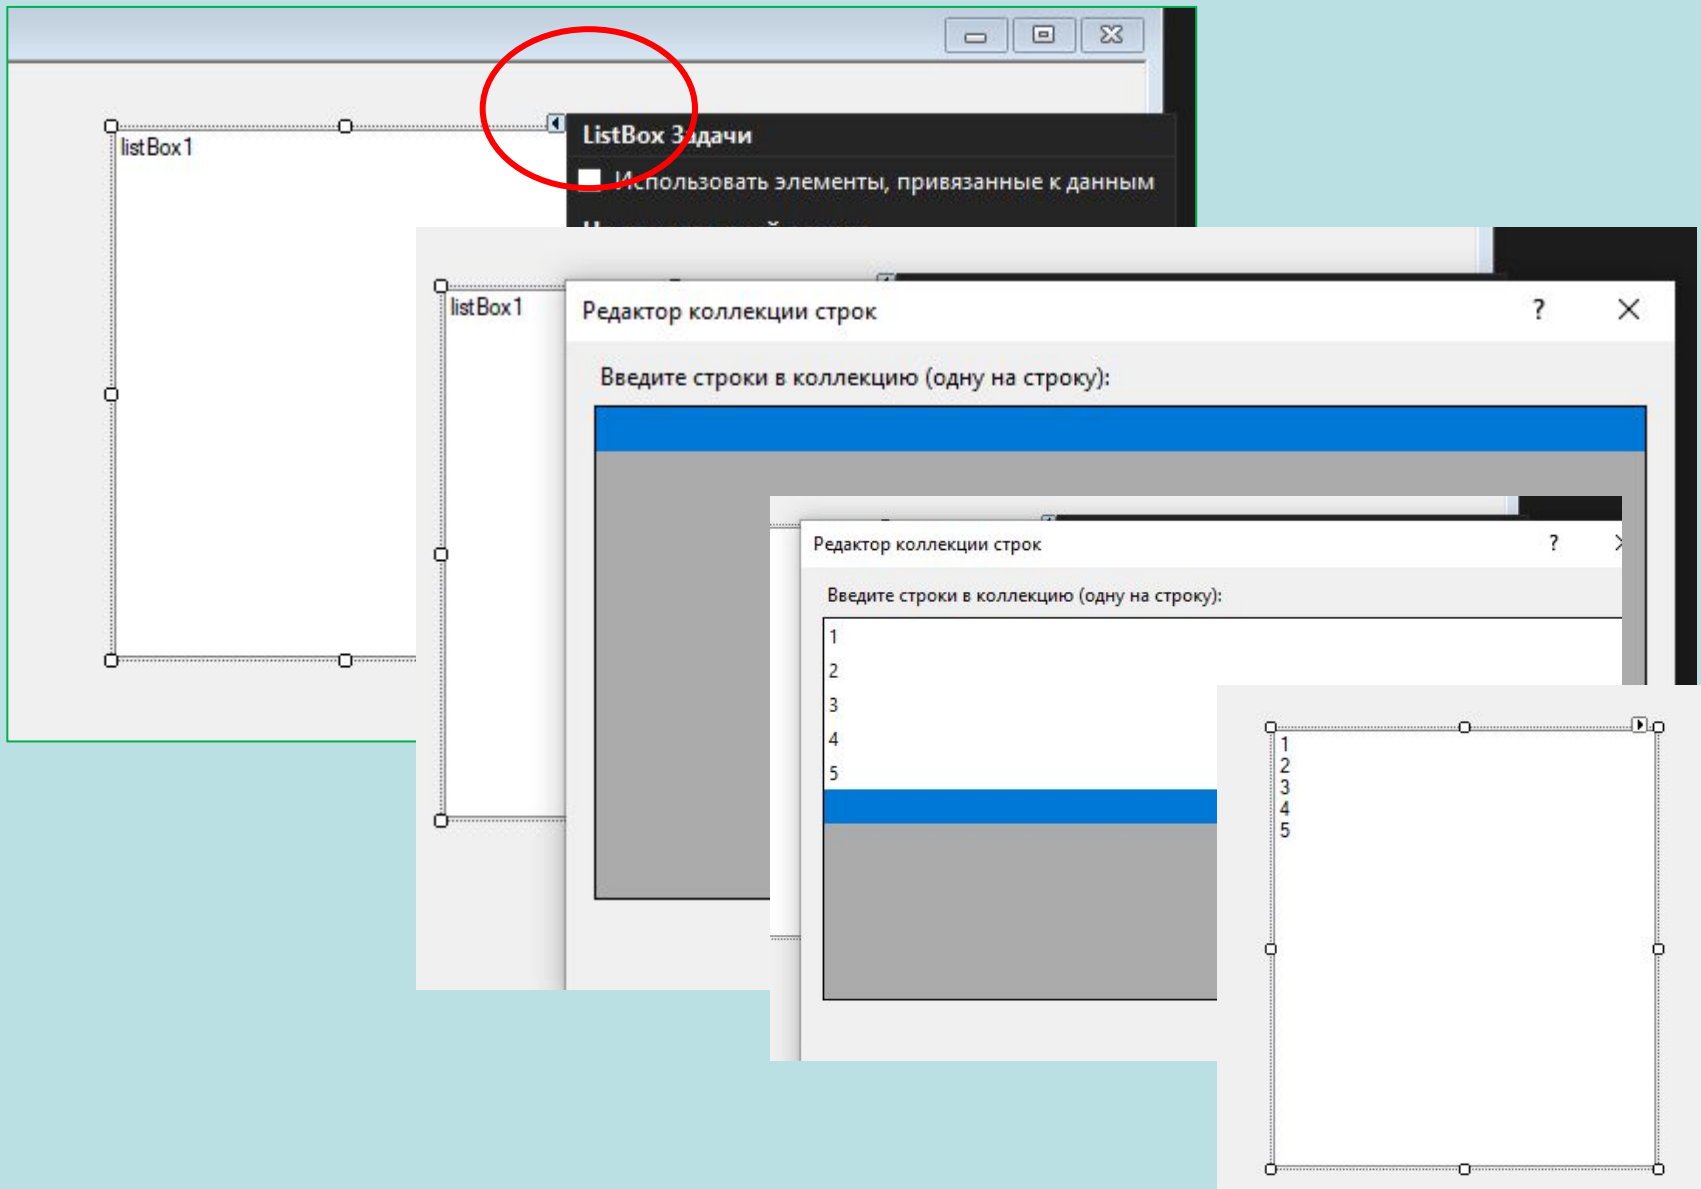 listBox1
ListBox Задачи
Использовать элементы, привязанные к данным
listBox1
Редактор коллекции строк
?
Введите строки в коллекцию (одну на строку):
Редактор коллекции строк
?
Введите строки в коллекцию (одну на строку):
1
2
3
4
5
1
2
3
4
5